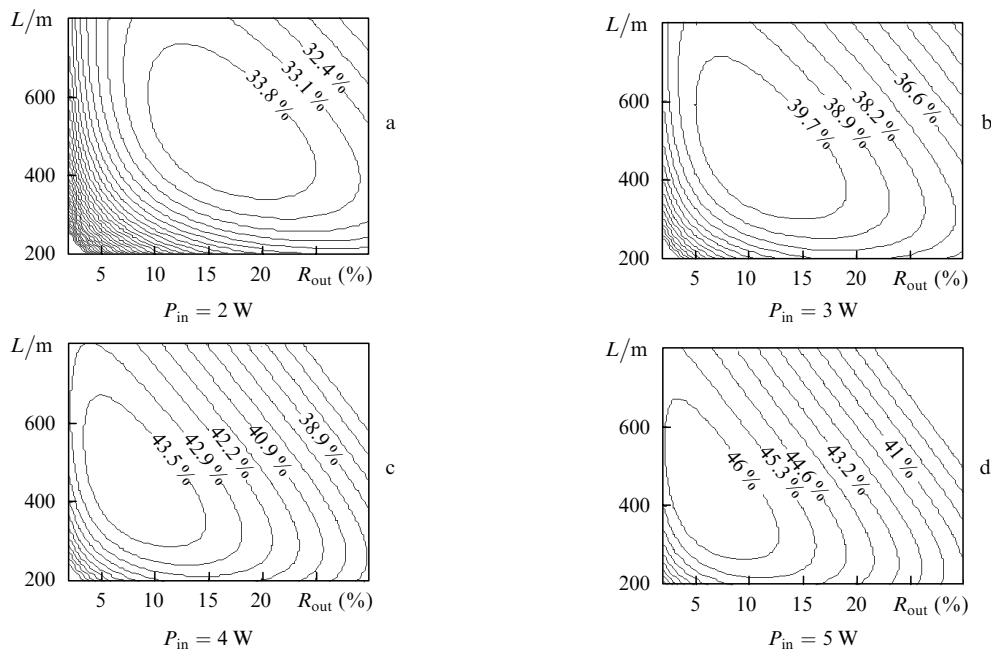 L/m
600
400
200
5
10
15
20
R_out (%)
33.8 %
33.1 %
32.4 %
a
P_in = 2 W
L/m
600
400
200
5
10
15
20
R_out (%)
39.7 %
38.9 %
38.2 %
36.6 %
b
P_in = 3 W
L/m
600
400
200
5
10
15
20
R_out (%)
43.5 %
42.9 %
42.2 %
40.9 %
38.9 %
c
P_in = 4 W
L/m
600
400
200
5
10
15
20
R_out (%)
46 %
45.3 %
44.6 %
43.2 %
41 %
d
P_in = 5 W